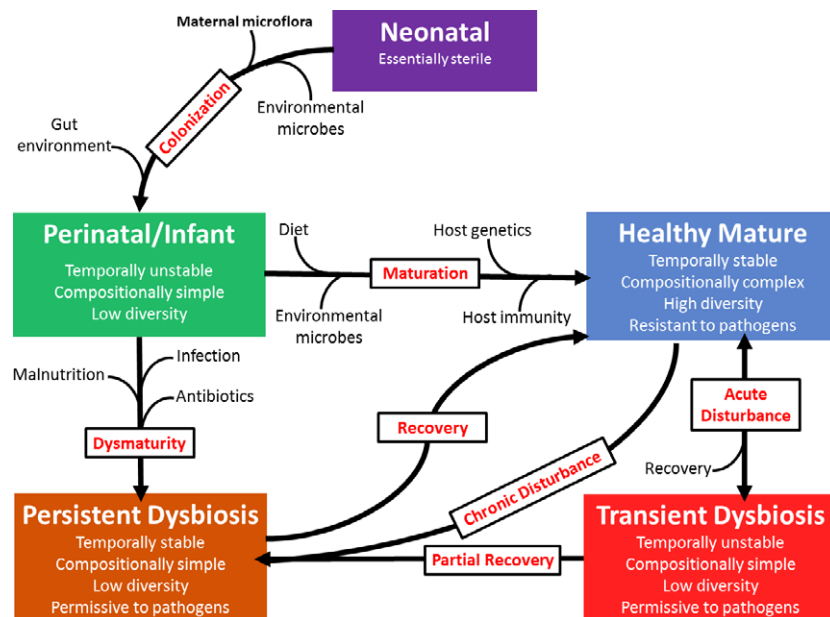 Maternal microflora
Neonatal
Essentially sterile
Colonization
Environmental
microbes
Gut
environment
Perinatal/Infant
Temporally unstable
Compositionally simple
Low diversity
Diet
Maturation
Environmental
microbes
Host genetics
Host immunity
Healthy Mature
Temporally stable
Compositionally complex
High diversity
Resistant to pathogens
Malnutrition
Infection
Antibiotics
Dysmaturity
Recovery
Chronic Disturbance
Acute
Disturbance
Recovery
Persistent Dysbiosis
Temporally stable
Compositionally simple
Low diversity
Permissive to pathogens
Partial Recovery
Transient Dysbiosis
Temporally unstable
Compositionally simple
Low diversity
Permissive to pathogens